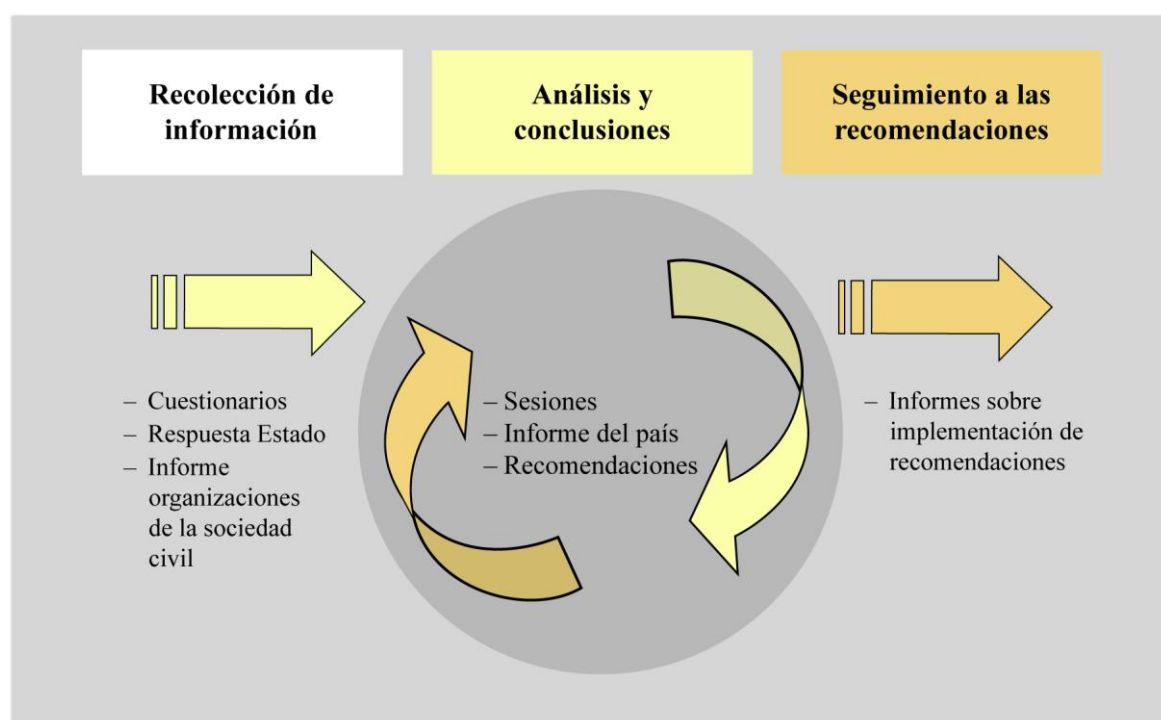 Recolección de
información
Análisis y
conclusiones
Seguimiento a las
recomendaciones
– Cuestionarios
– Respuesta Estado
– Informe
organizaciones
de la sociedad
civil
– Sesiones
– Informe del país
– Recomendaciones
– Informes sobre
implementación de
recomendaciones